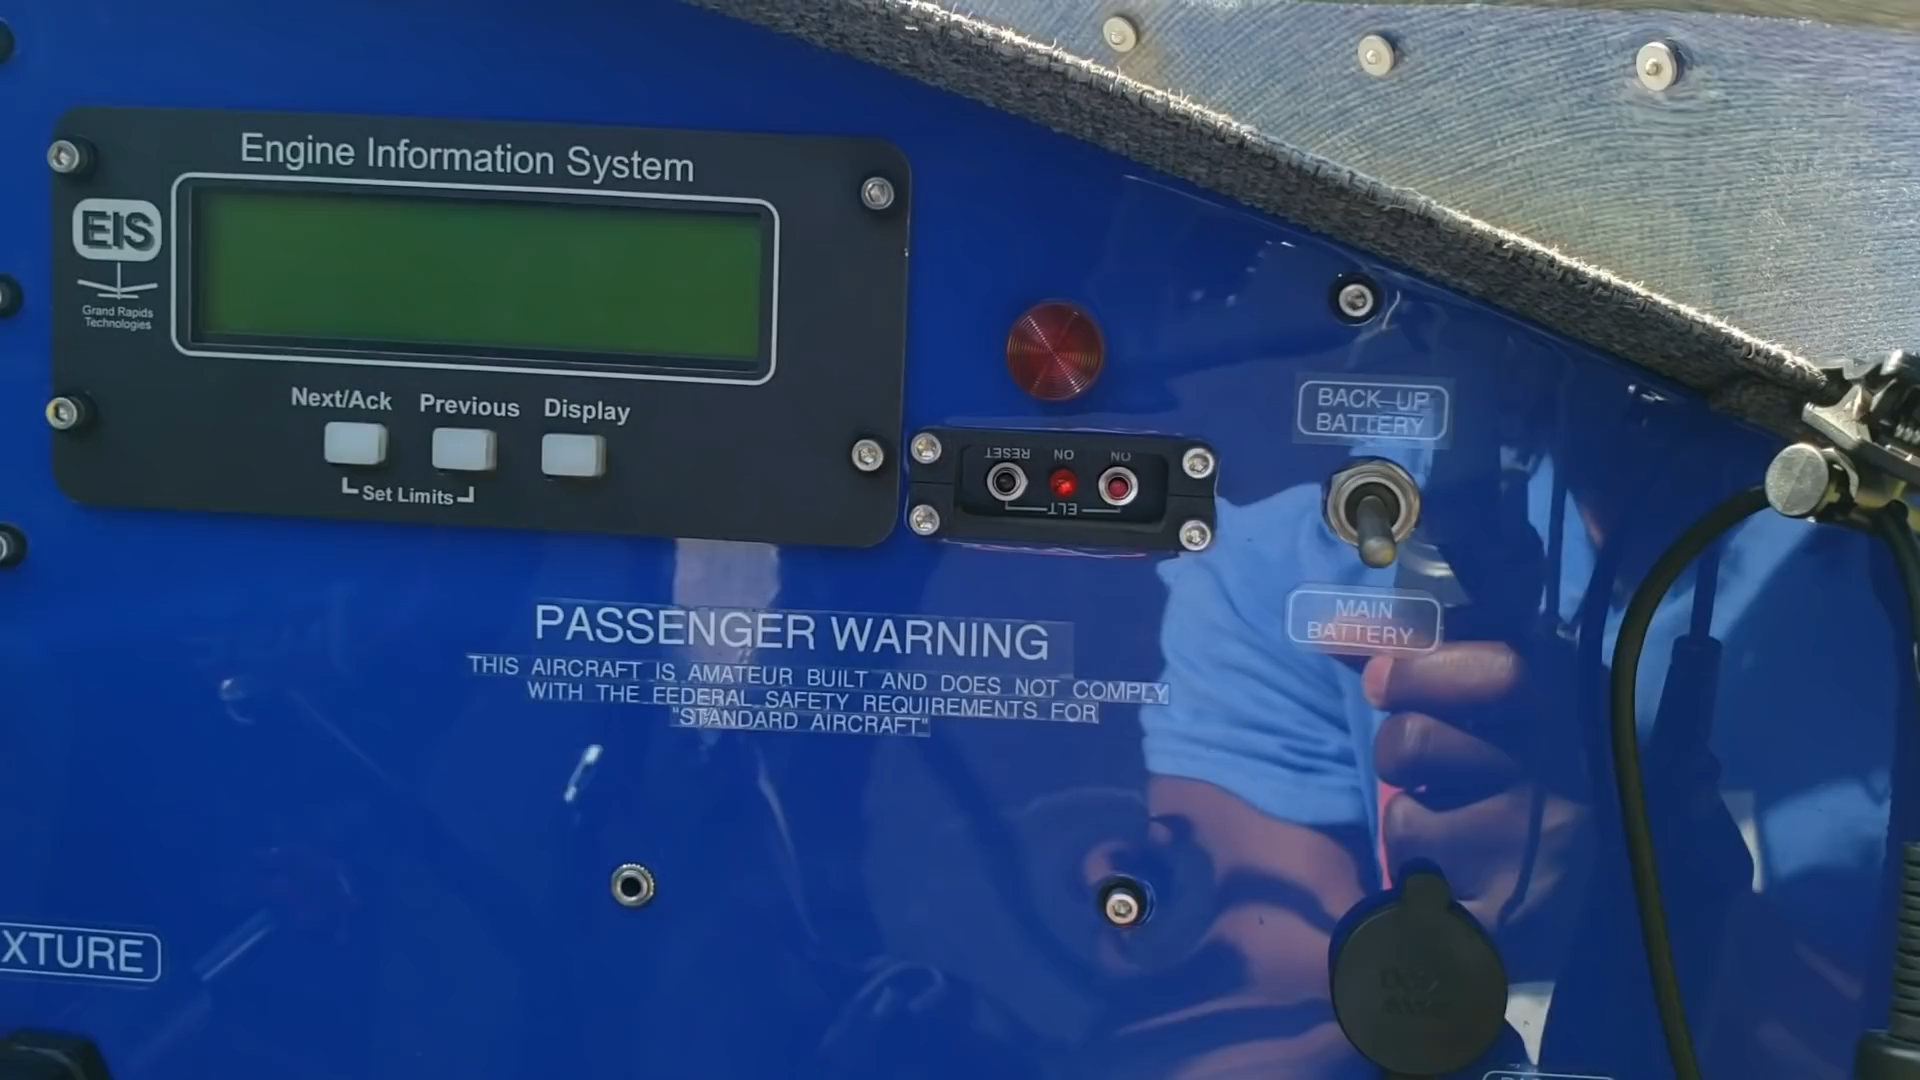 Engine Information System
EIS
Grand Rapids
Technologies
Next/Ack Previous Display
Set Limits
RESET ON ON
ELT
BACK UP
BATTERY
MAIN
BATTERY
PASSENGER WARNING
THIS AIRCRAFT IS AMATEUR BUILT AND DOES NOT COMPLY
WITH THE FEDERAL SAFETY REQUIREMENTS FOR
"STANDARD AIRCRAFT"
XTURE